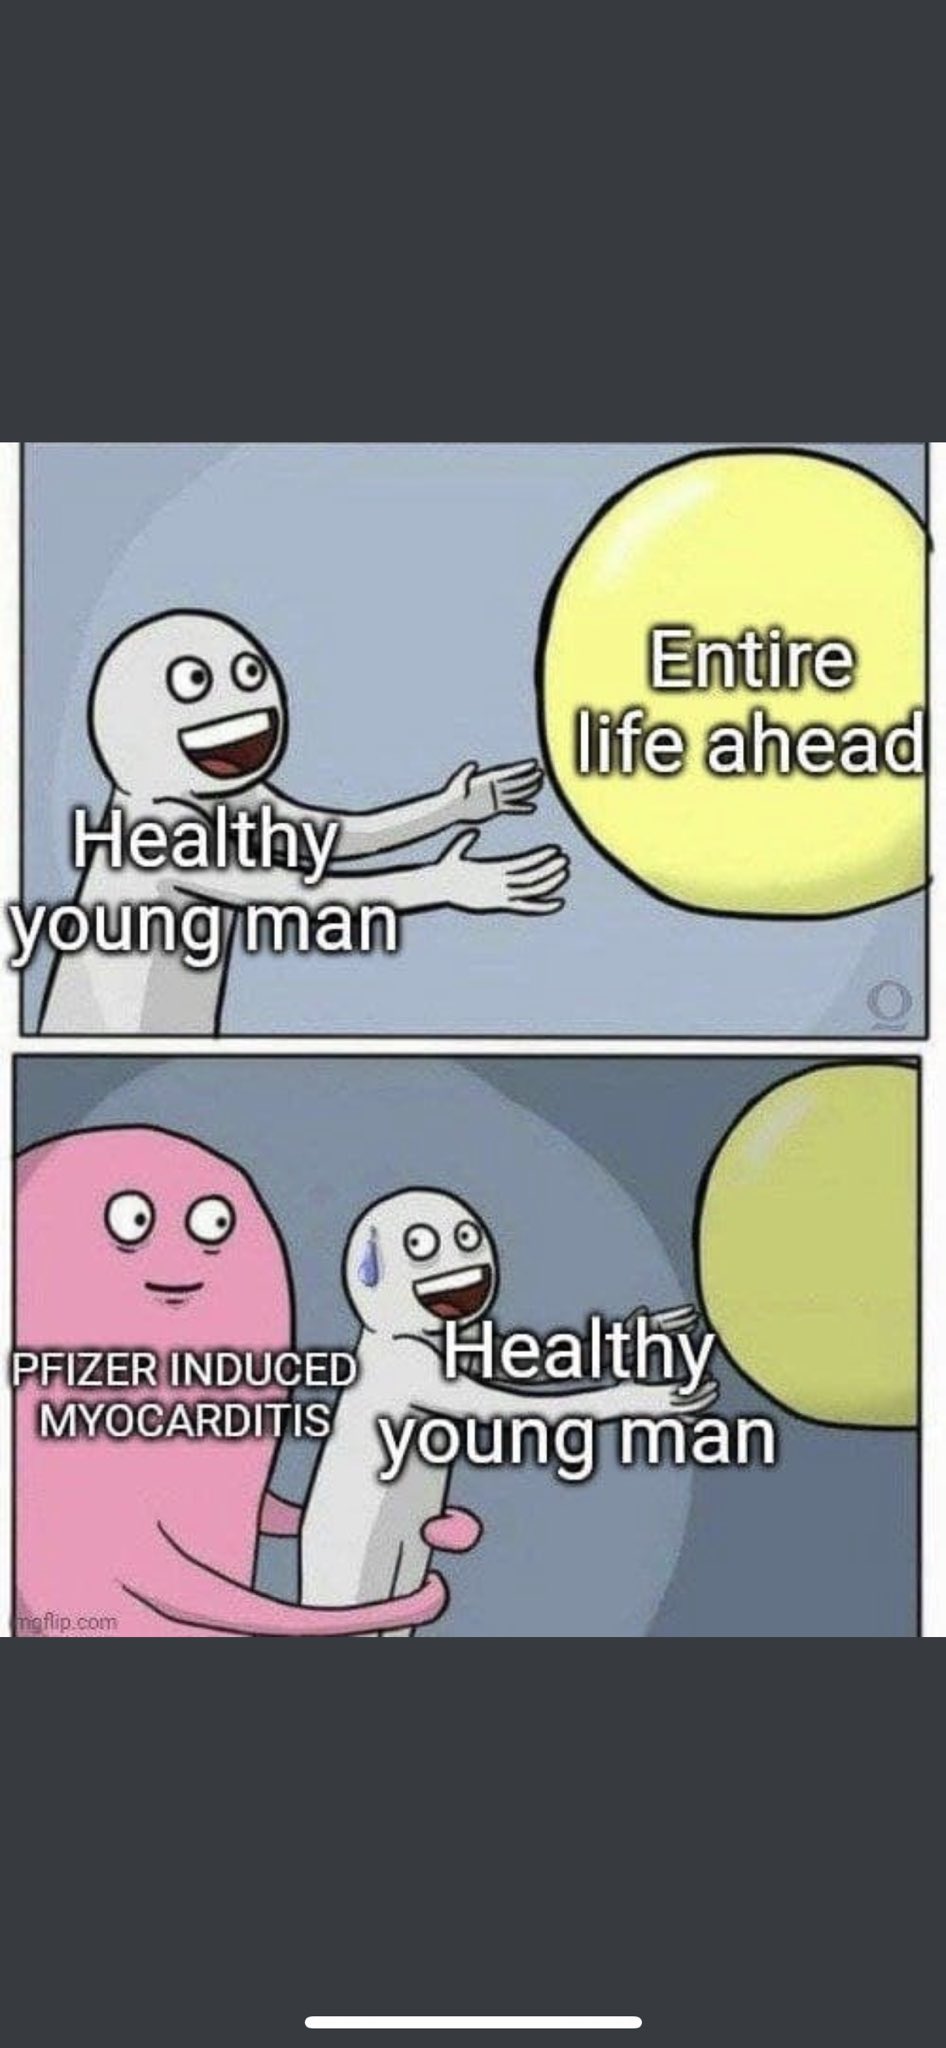 Entire
life ahead
Healthy
young man
PFIZER INDUCED
MYOCARDITIS
Healthy
young man
imgflip.com